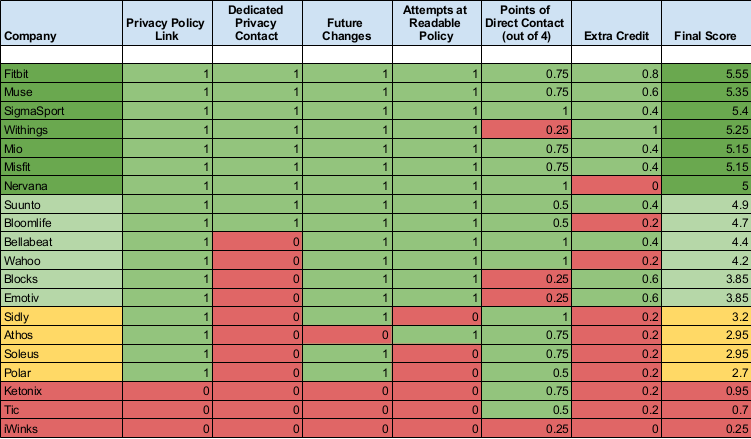 Company Privacy Policy Link Dedicated Privacy Contact Future Changes Attempts at Readable Policy Points of Direct Contact (out of 4) Extra Credit Final Score
Fitbit 1 1 1 1 0.75 0.8 5.55
Muse 1 1 1 1 0.75 0.6 5.35
SigmaSport 1 1 1 1 1 0.4 5.4
Withings 1 1 1 1 0.25 1 5.25
Mio 1 1 1 1 0.75 0.4 5.15
Misfit 1 1 1 1 0.75 0.4 5.15
Nervana 1 1 1 1 1 0 5
Suunto 1 1 1 1 0.5 0.4 4.9
Bloomlife 1 1 1 1 0.5 0.2 4.7
Bellabeat 1 0 1 1 1 0.4 4.4
Wahoo 1 0 1 1 1 0.2 4.2
Blocks 1 0 1 1 0.25 0.6 3.85
Emotiv 1 0 1 1 0.25 0.6 3.85
Sidly 1 0 1 0 1 0.2 3.2
Athos 1 0 0 1 0.75 0.2 2.95
Soleus 1 0 1 0 0.75 0.2 2.95
Polar 1 0 1 0 0.5 0.2 2.7
Ketonix 0 0 0 0 0.75 0.2 0.95
Tic 0 0 0 0 0.5 0.2 0.7
iWinks 0 0 0 0 0.25 0 0.25